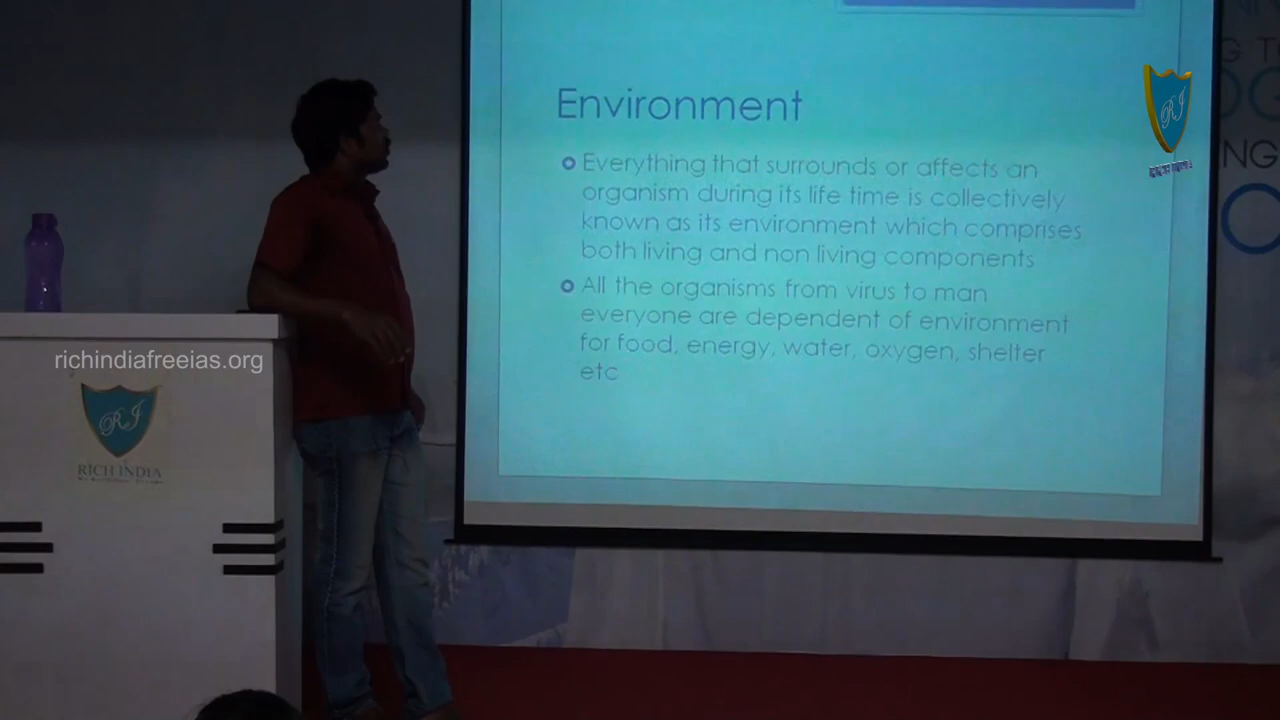 Environment
Everything that surrounds or affects an
organism during its life time is collectively
known as its environment which comprises
both living and non living components
All the organisms from virus to man
everyone are dependent of environment
for food, energy, water, oxygen, shelter
etc
RJ
richindiafreeias.org
RJ
RICH INDIA